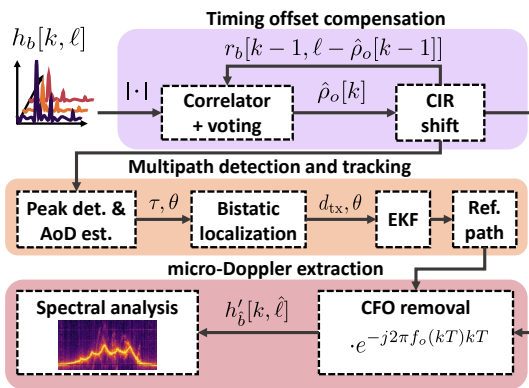 Timing offset compensation
h_b[k, ℓ]
r_b[k − 1, ℓ − ρ̂_o[k − 1]]
|·|
Correlator
+ voting
ρ̂_o[k]
CIR
shift
Multipath detection and tracking
Peak det. &
AoD est.
τ, θ
Bistatic
localization
d_tx, θ
EKF
Ref.
path
micro-Doppler extraction
Spectral analysis
h′_b̂[k, ℓ̂]
CFO removal
·e^{−j2πf_o(kT)kT}